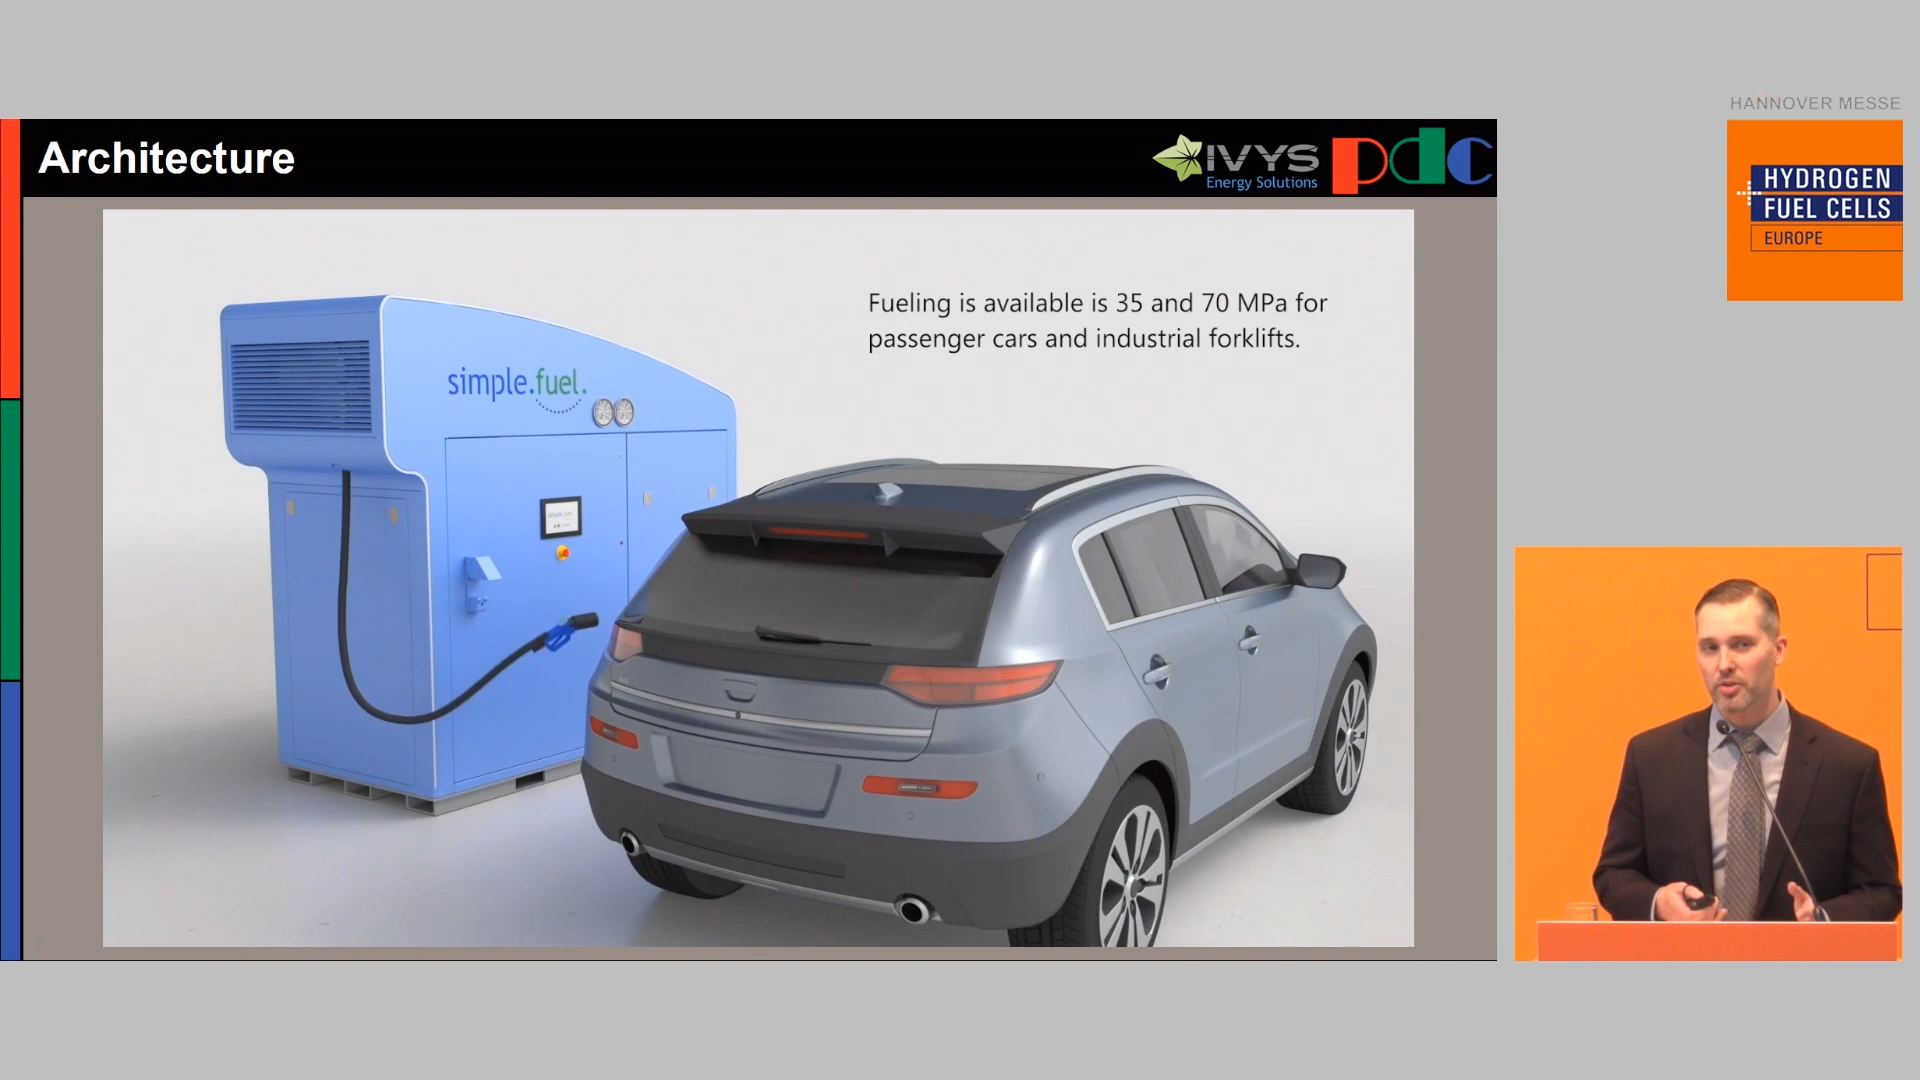 HANNOVER MESSE
Architecture
IVYS
Energy Solutions
pdc
HYDROGEN
FUEL CELLS
EUROPE
Fueling is available is 35 and 70 MPa for
passenger cars and industrial forklifts.
simple.fuel.
7